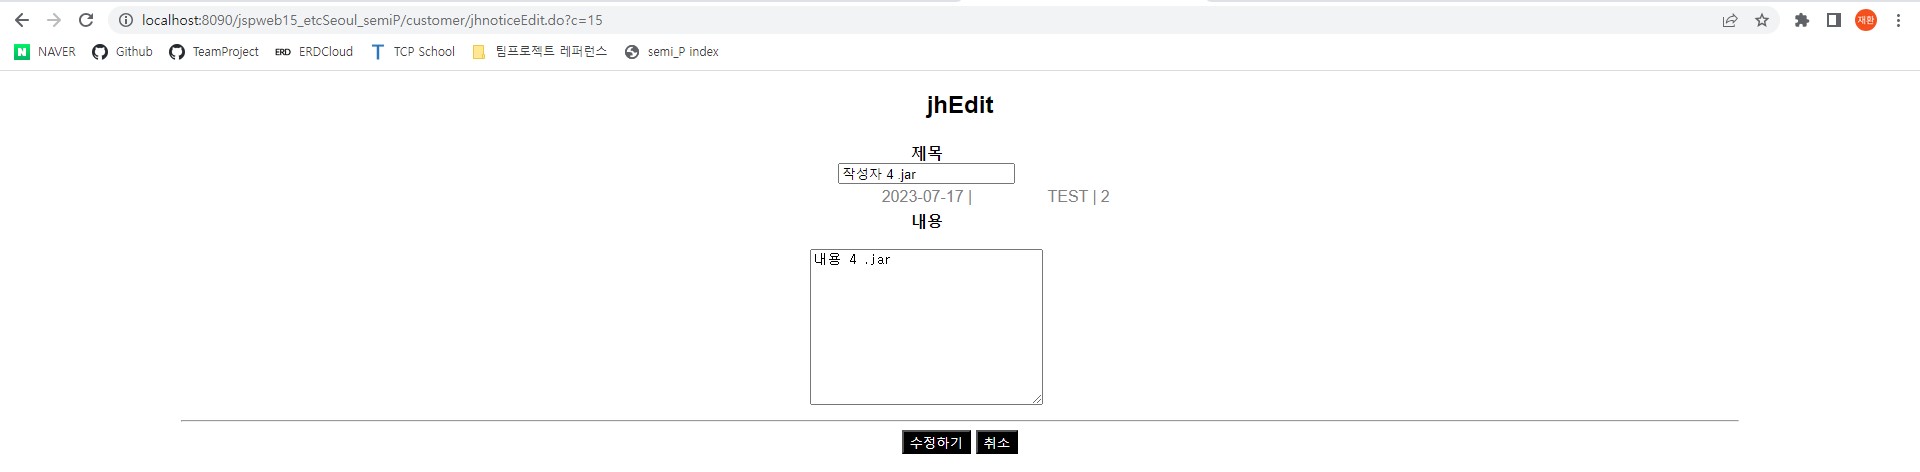 localhost:8090/jspweb15_etcSeoul_semiP/customer/jhnoticeEdit.do?c=15
재환
NAVER Github TeamProject ERD ERDCloud TCP School 팀프로젝트 레퍼런스 semi_P index
jhEdit
제목
작성자 4 .jar
2023-07-17 | TEST | 2
내용
내용 4 .jar
수정하기 취소